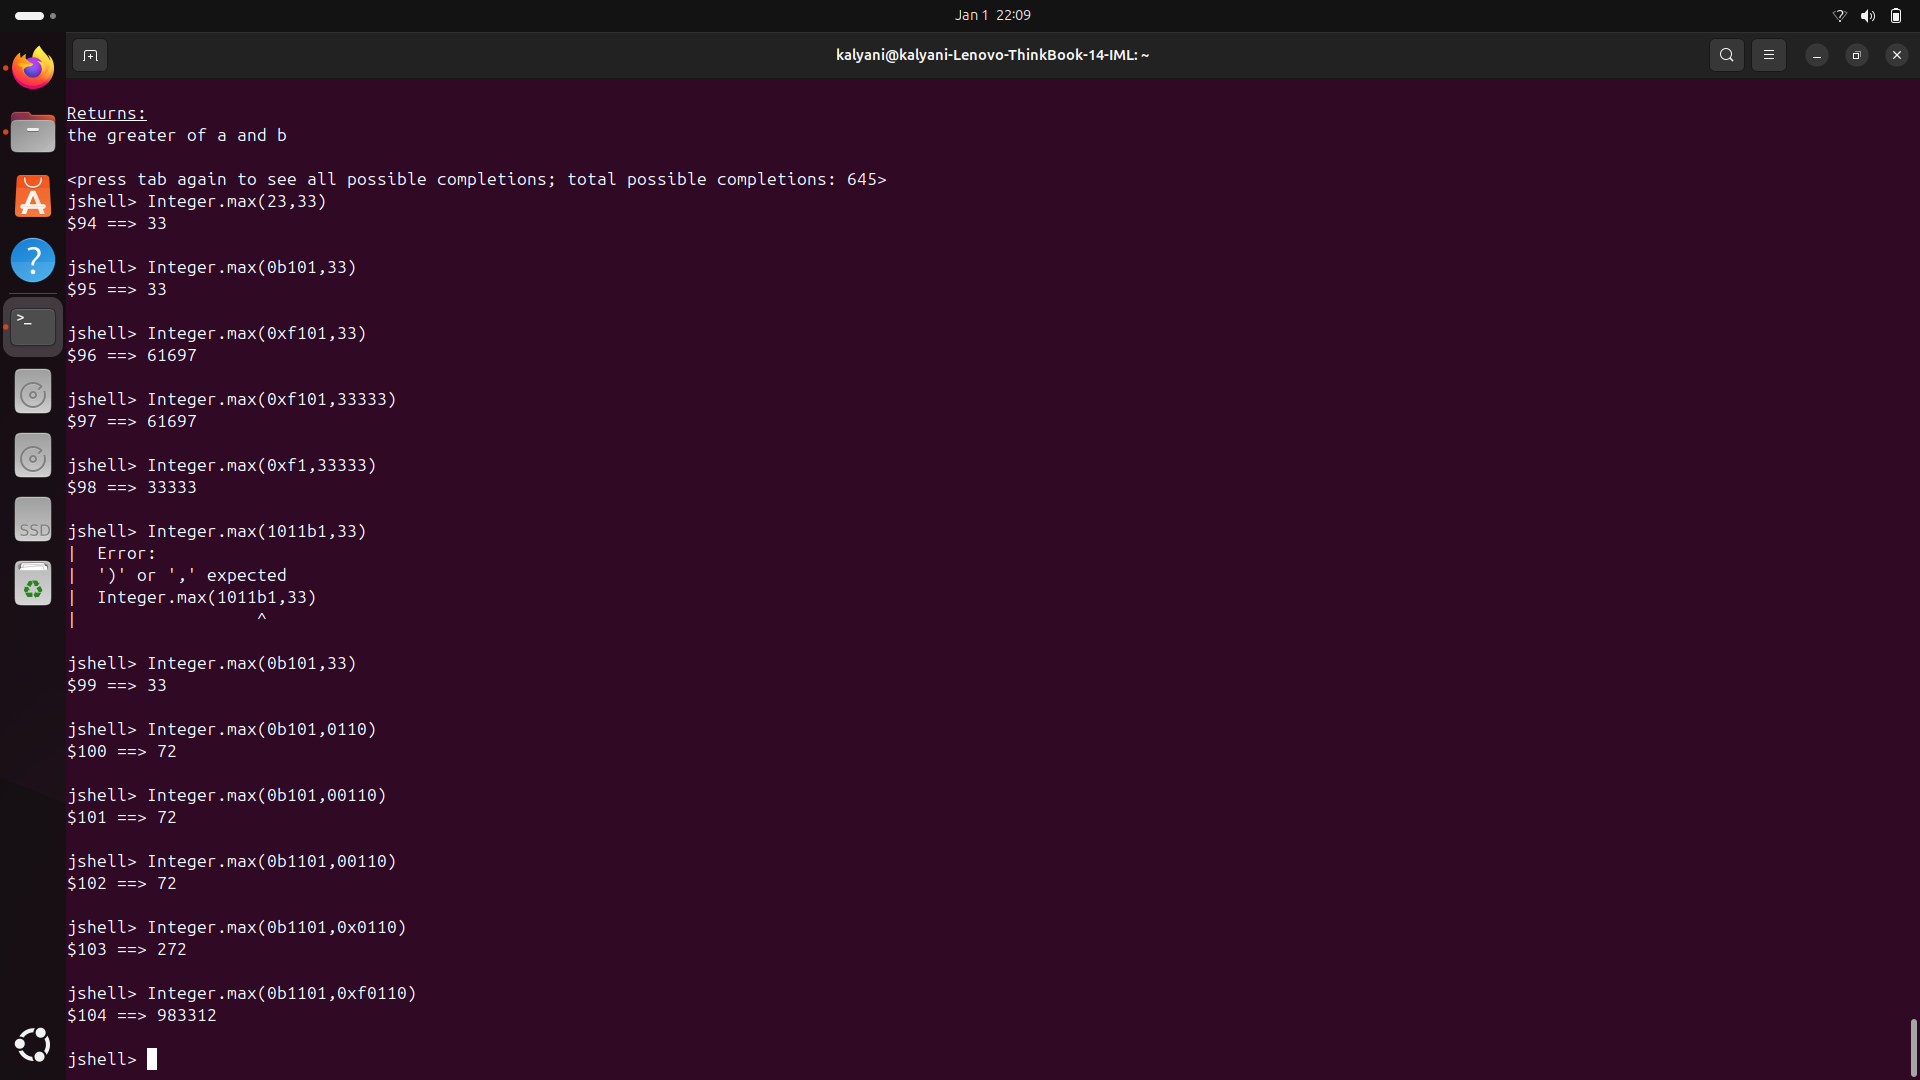 Jan 1 22:09
kalyani@kalyani-Lenovo-ThinkBook-14-IML: ~
Returns:
the greater of a and b
<press tab again to see all possible completions; total possible completions: 645>
jshell> Integer.max(23,33)
$94 ==> 33
jshell> Integer.max(0b101,33)
$95 ==> 33
jshell> Integer.max(0xf101,33)
$96 ==> 61697
jshell> Integer.max(0xf101,33333)
$97 ==> 61697
jshell> Integer.max(0xf1,33333)
$98 ==> 33333
jshell> Integer.max(1011b1,33)
|  Error:
|  ')' or ',' expected
|  Integer.max(1011b1,33)
|                  ^
jshell> Integer.max(0b101,33)
$99 ==> 33
jshell> Integer.max(0b101,0110)
$100 ==> 72
jshell> Integer.max(0b101,00110)
$101 ==> 72
jshell> Integer.max(0b1101,00110)
$102 ==> 72
jshell> Integer.max(0b1101,0x0110)
$103 ==> 272
jshell> Integer.max(0b1101,0xf0110)
$104 ==> 983312
jshell>
>_
SSD